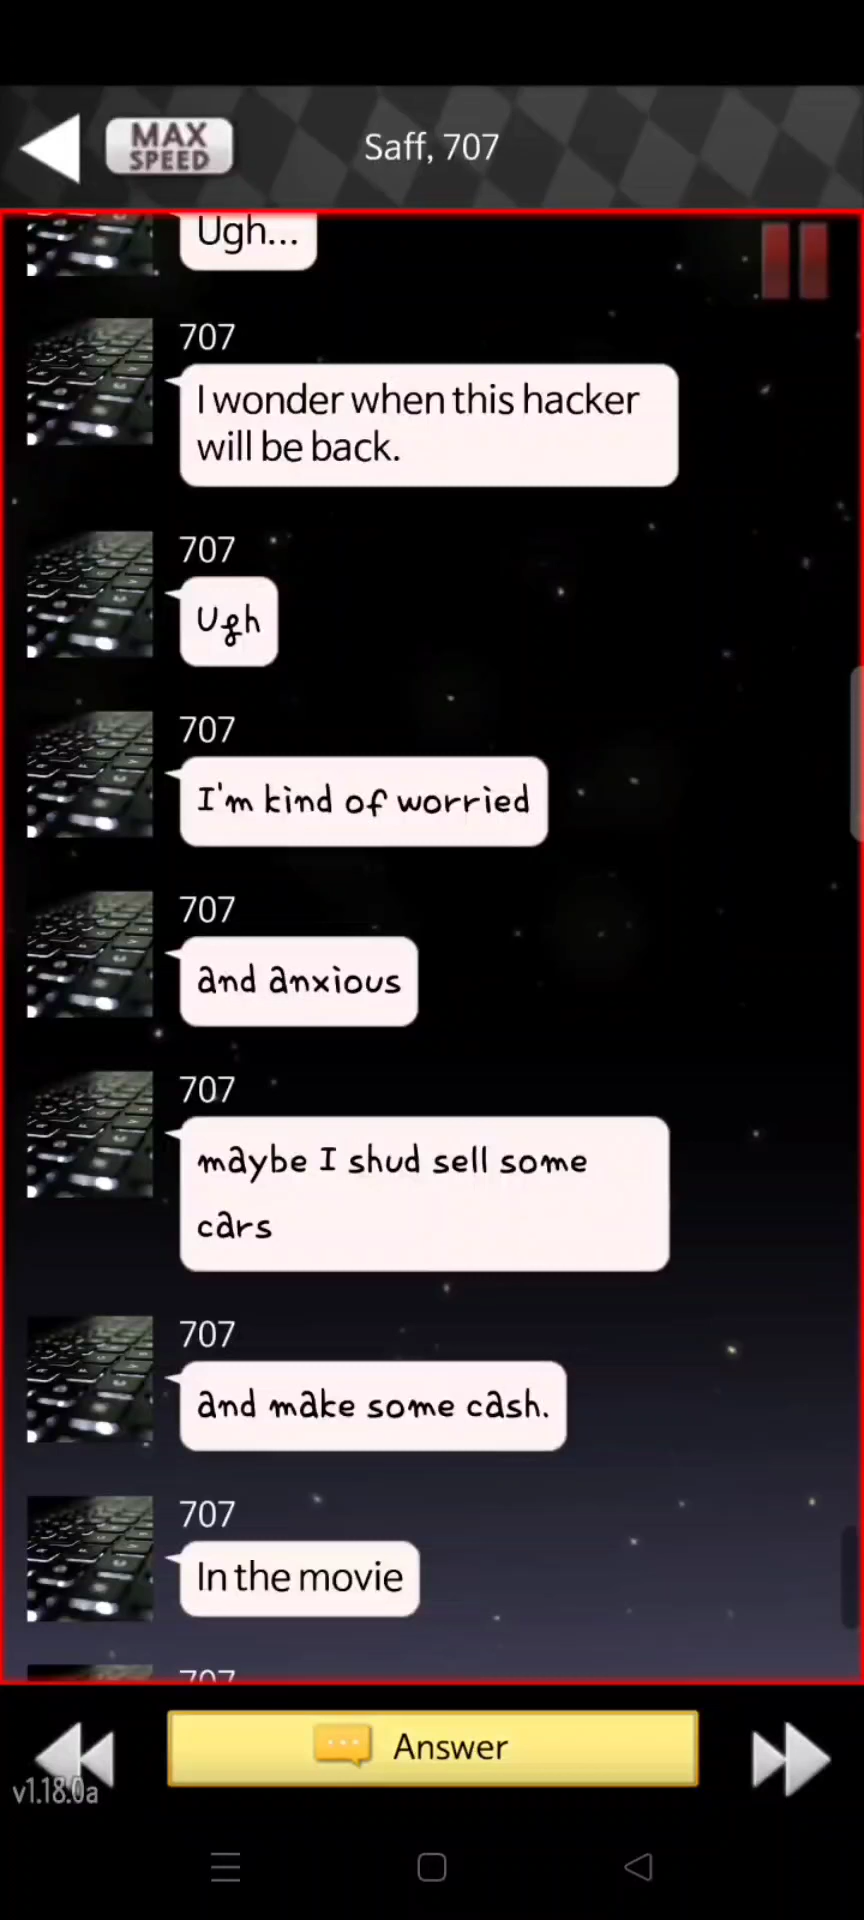 MAX
SPEED
Saff, 707
Ugh...
707
I wonder when this hacker
will be back.
707
Ugh
707
I'm kind of worried
707
and anxious
707
maybe I shud sell some
cars
707
and make some cash.
707
In the movie
707
Answer
v1.18.0a